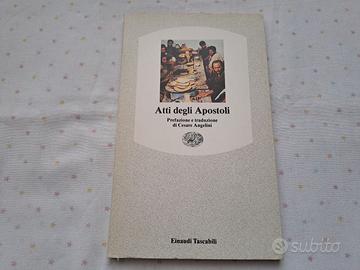 Atti degli Apostoli
Prefazione e traduzione
di Cesare Angelini
Einaudi Tascabili
subito